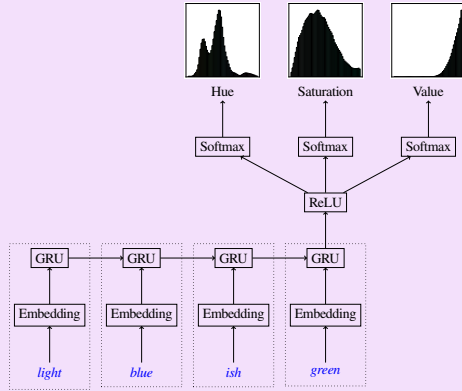 Hue Saturation Value
Softmax Softmax Softmax
ReLU
GRU GRU GRU GRU
Embedding Embedding Embedding Embedding
light blue ish green